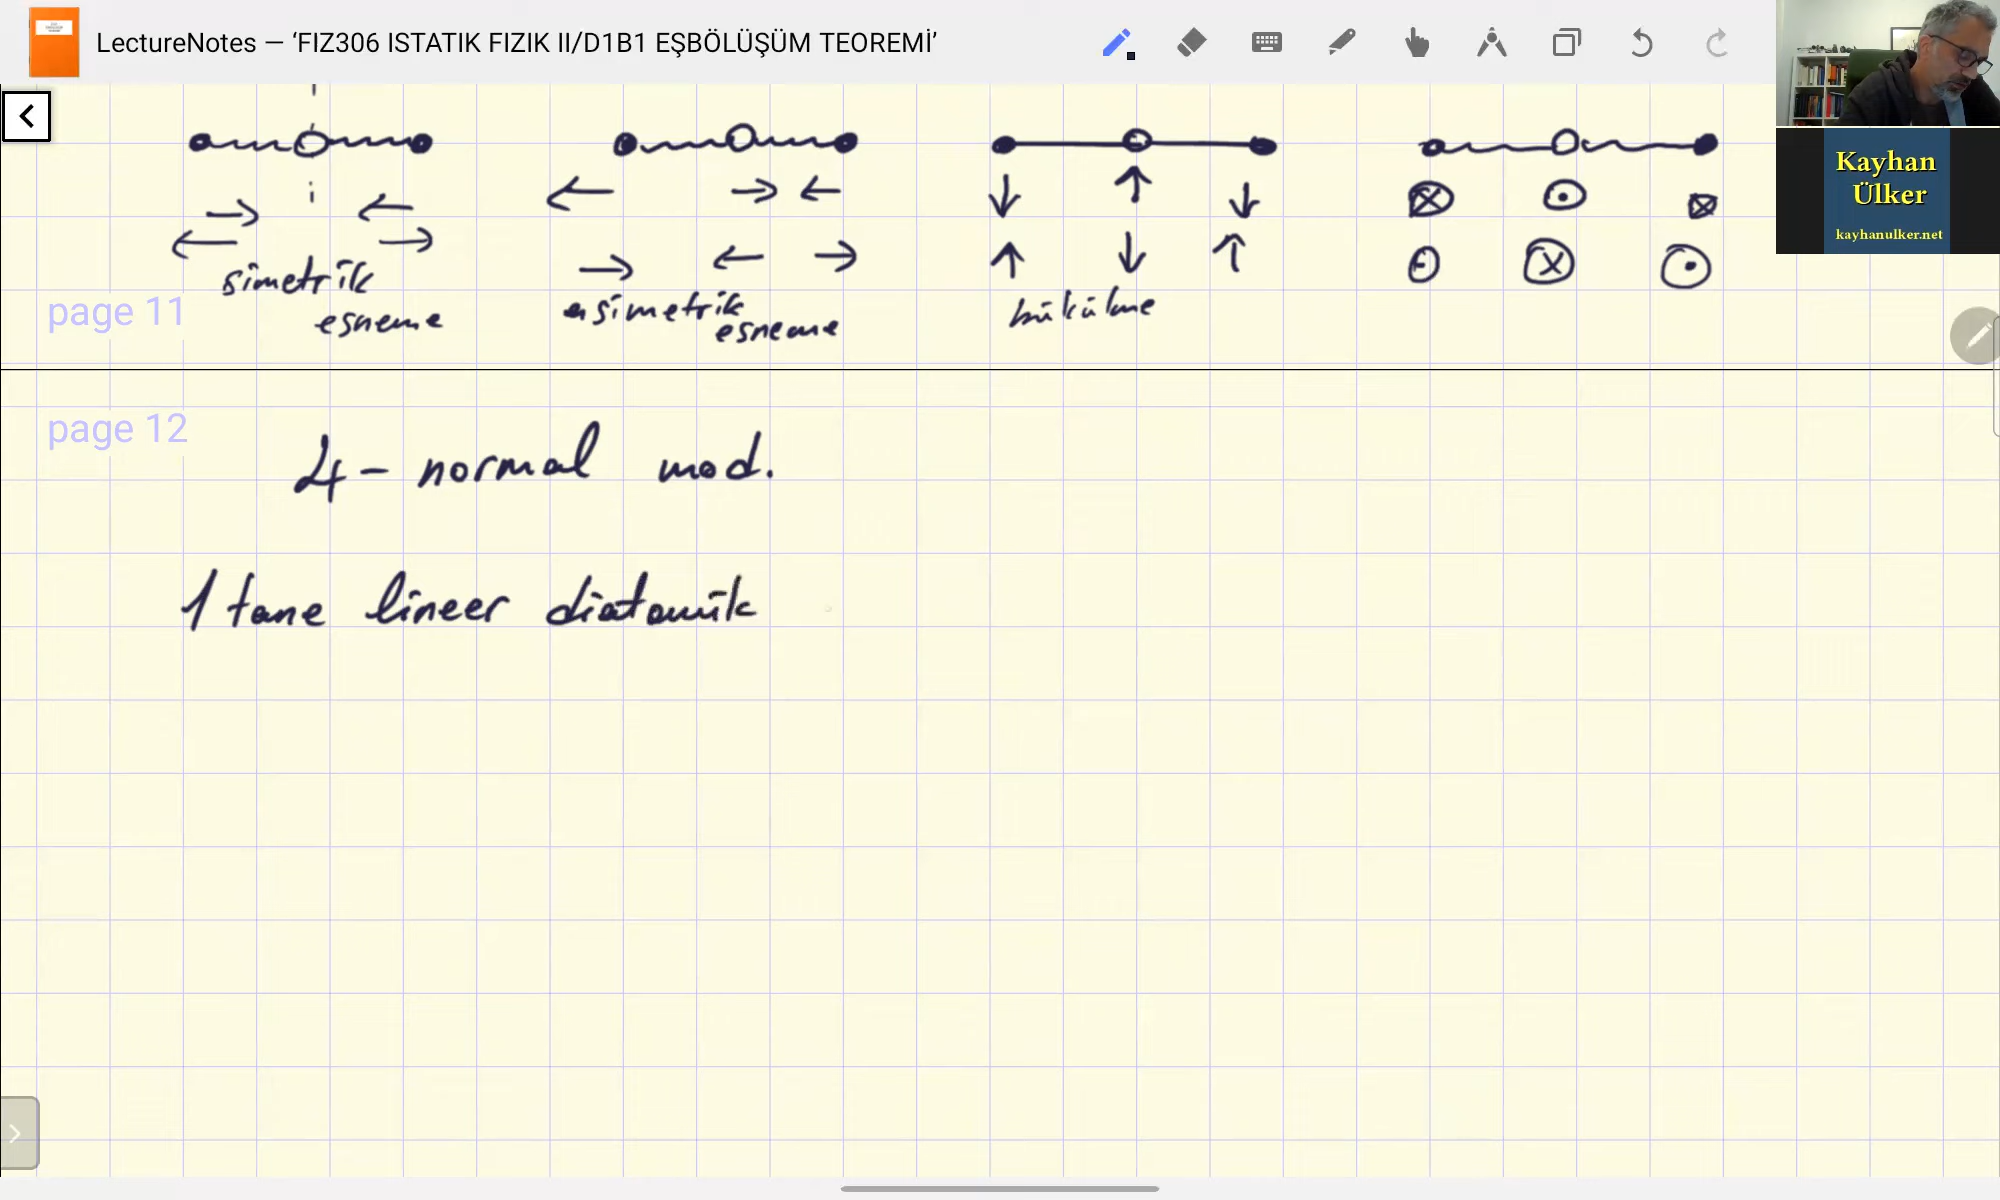 LectureNotes — ‘FIZ306 ISTATIK FIZIK II/D1B1 EŞBÖLÜŞÜM TEOREMİ’
Kayhan
Ülker
kayhanulker.net
simetrik
esneme
asimetrik
esneme
bükülme
page 11
page 12
4 - normal mod.
1 tane lineer diatomik